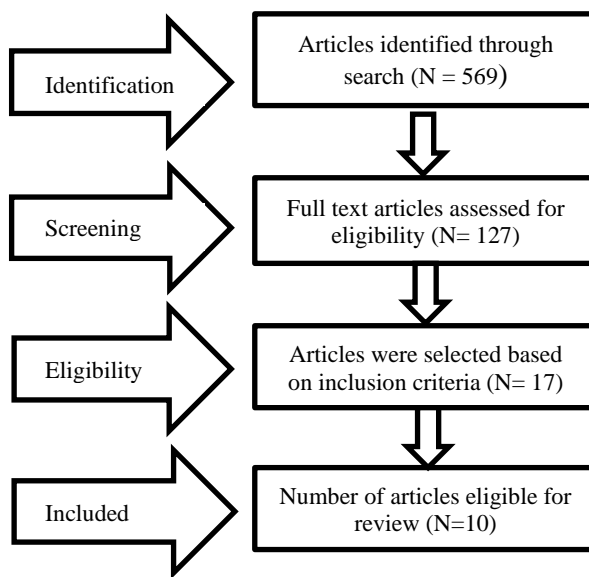 Identification
Articles identified through
search (N = 569)
Screening
Full text articles assessed for
eligibility (N= 127)
Eligibility
Articles were selected based
on inclusion criteria (N= 17)
Included
Number of articles eligible for
review (N=10)